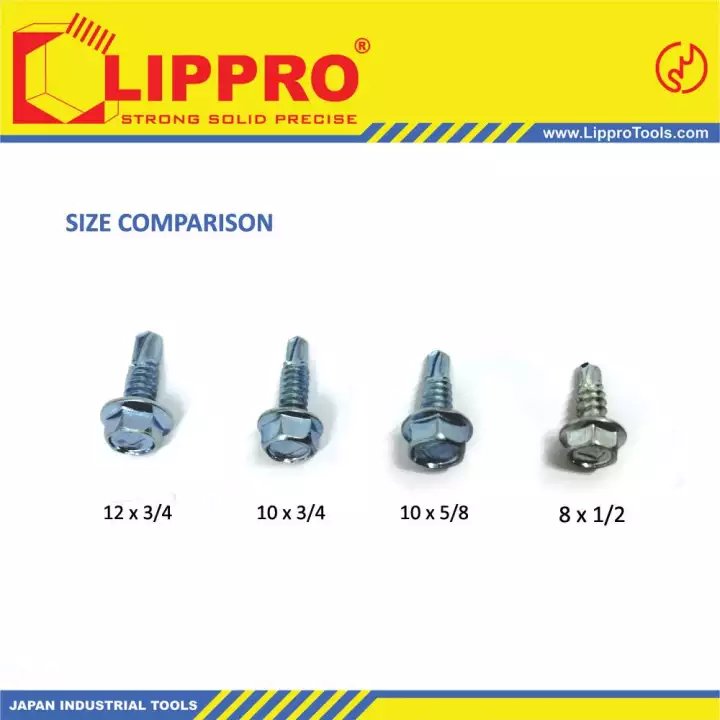 LIPPRO®
STRONG SOLID PRECISE
www.LipproTools.com
SIZE COMPARISON
12 x 3/4
10 x 3/4
10 x 5/8
8 x 1/2
JAPAN INDUSTRIAL TOOLS